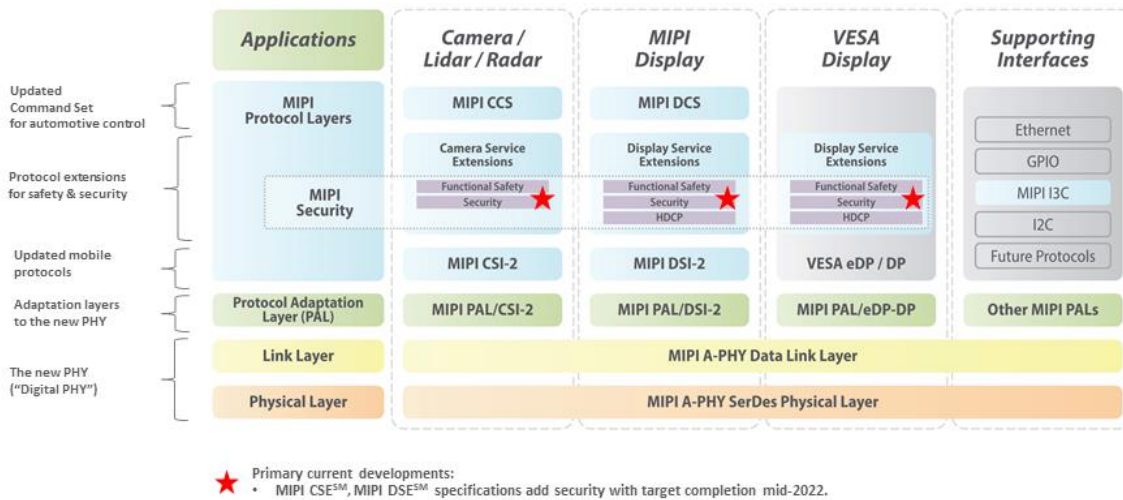 Applications
Camera /
Lidar / Radar
MIPI
Display
VESA
Display
Supporting
Interfaces
Updated
Command Set
for automotive control
MIPI
Protocol Layers
MIPI CCS
MIPI DCS
Protocol extensions
for safety & security
Camera Service
Extensions
Display Service
Extensions
Display Service
Extensions
MIPI
Security
Functional Safety
Security
Functional Safety
Security
HDCP
Functional Safety
Security
HDCP
Ethernet
GPIO
MIPI I3C
I2C
Future Protocols
Updated mobile
protocols
MIPI CSI-2
MIPI DSI-2
VESA eDP / DP
Adaptation layers
to the new PHY
Protocol Adaptation
Layer (PAL)
MIPI PAL/CSI-2
MIPI PAL/DSI-2
MIPI PAL/eDP-DP
Other MIPI PALs
The new PHY
("Digital PHY")
Link Layer
MIPI A-PHY Data Link Layer
Physical Layer
MIPI A-PHY SerDes Physical Layer
Primary current developments:
• MIPI CSE℠, MIPI DSE℠ specifications add security with target completion mid-2022.